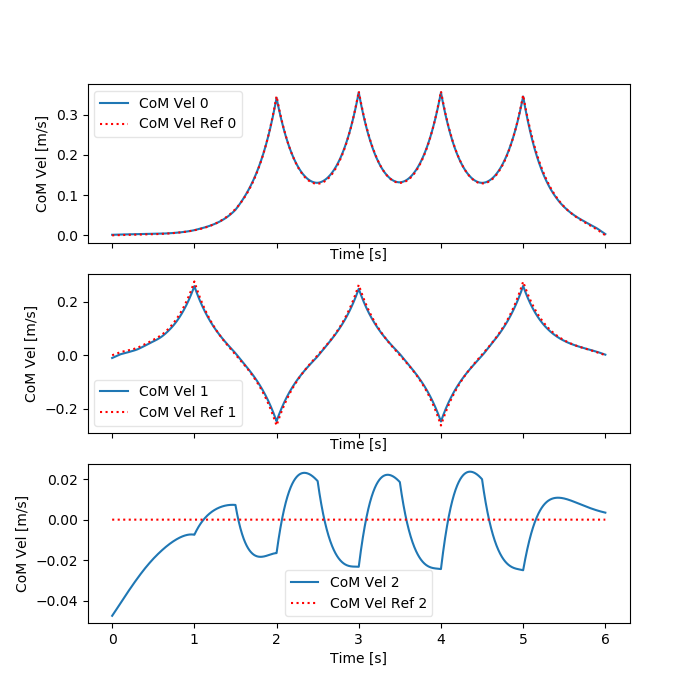 CoM Vel [m/s]
0.3
0.2
0.1
0.0
CoM Vel 0
CoM Vel Ref 0
Time [s]
CoM Vel [m/s]
0.2
0.0
−0.2
CoM Vel 1
CoM Vel Ref 1
Time [s]
CoM Vel [m/s]
0.02
0.00
−0.02
−0.04
CoM Vel 2
CoM Vel Ref 2
0 1 2 3 4 5 6
Time [s]